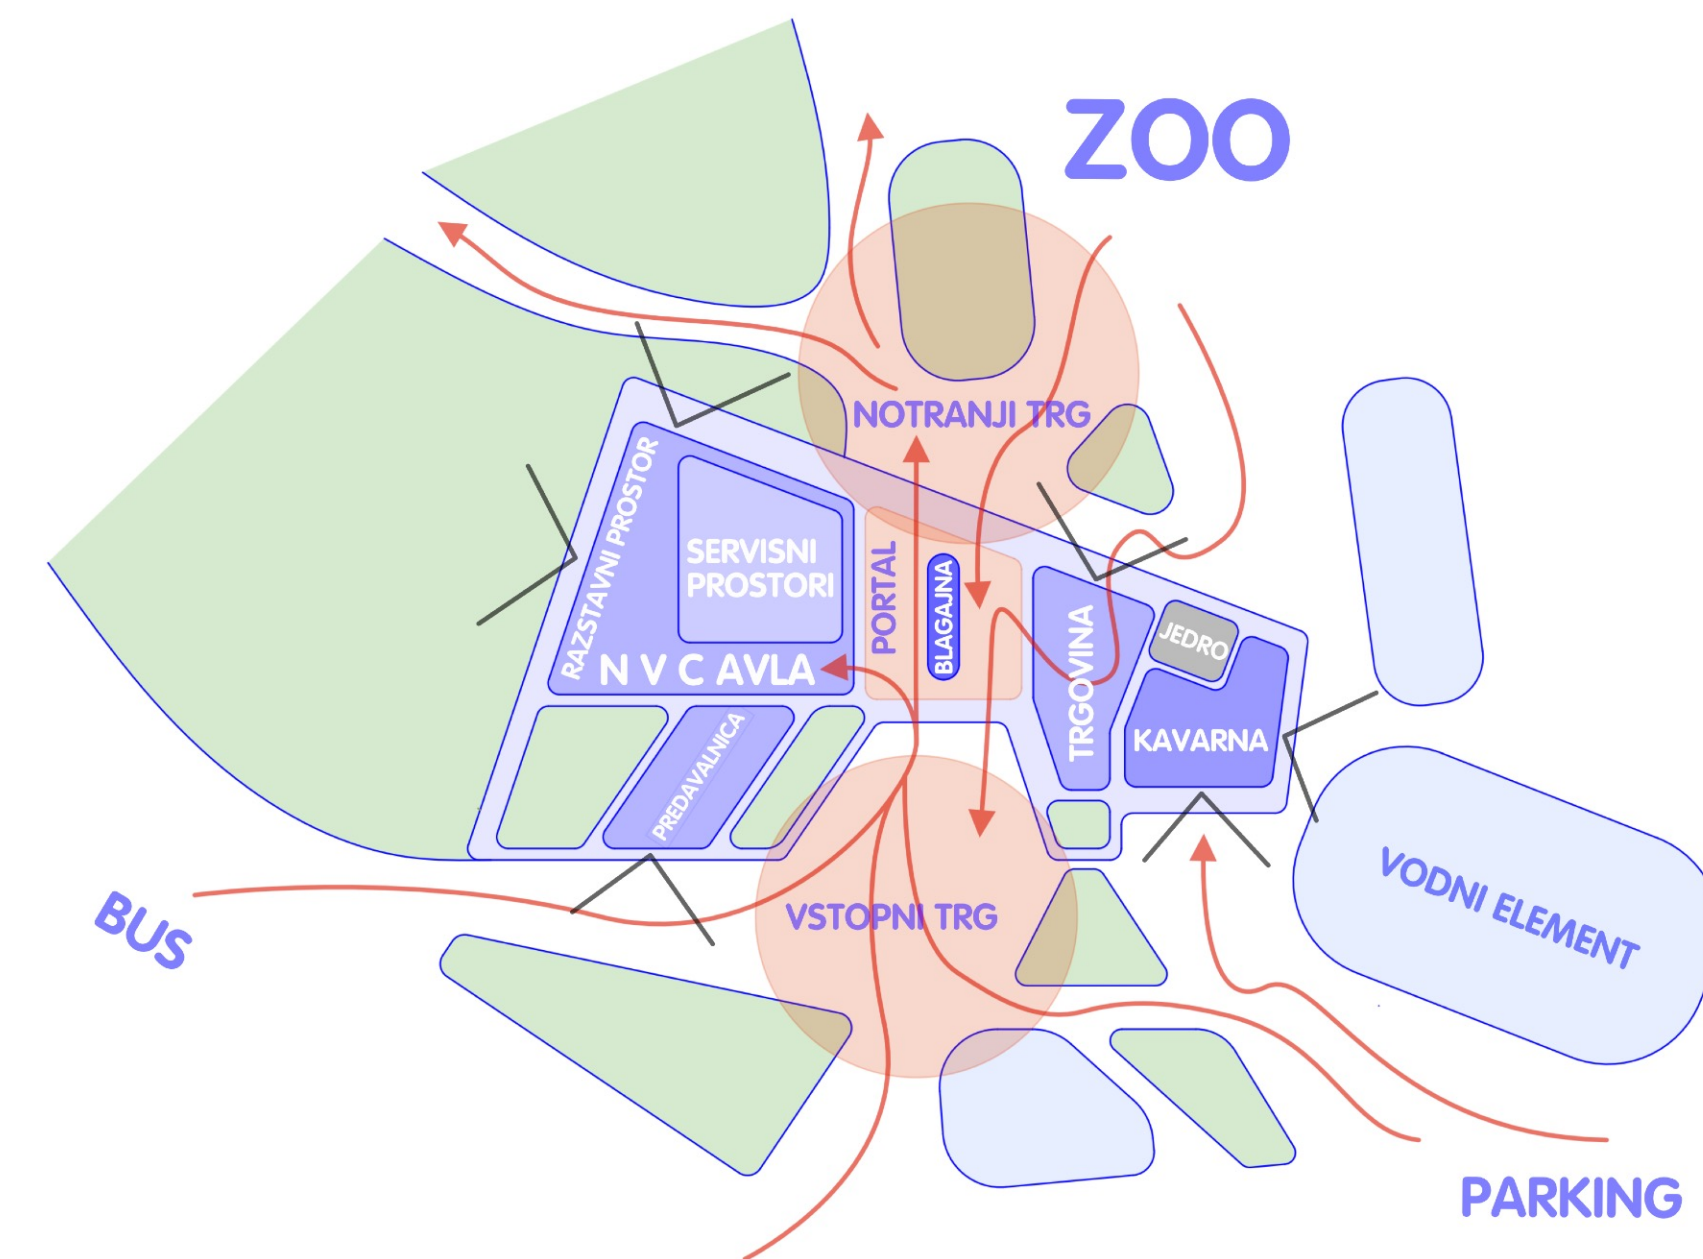 ZOO
NOTRANJI TRG
RAZSTAVNI PROSTOR
SERVISNI
PROSTORI
N V C AVLA
PORTAL
BLAGAJNA
TRGOVINA
JEDRO
KAVARNA
PREDAVALNICA
VSTOPNI TRG
BUS
VODNI ELEMENT
PARKING